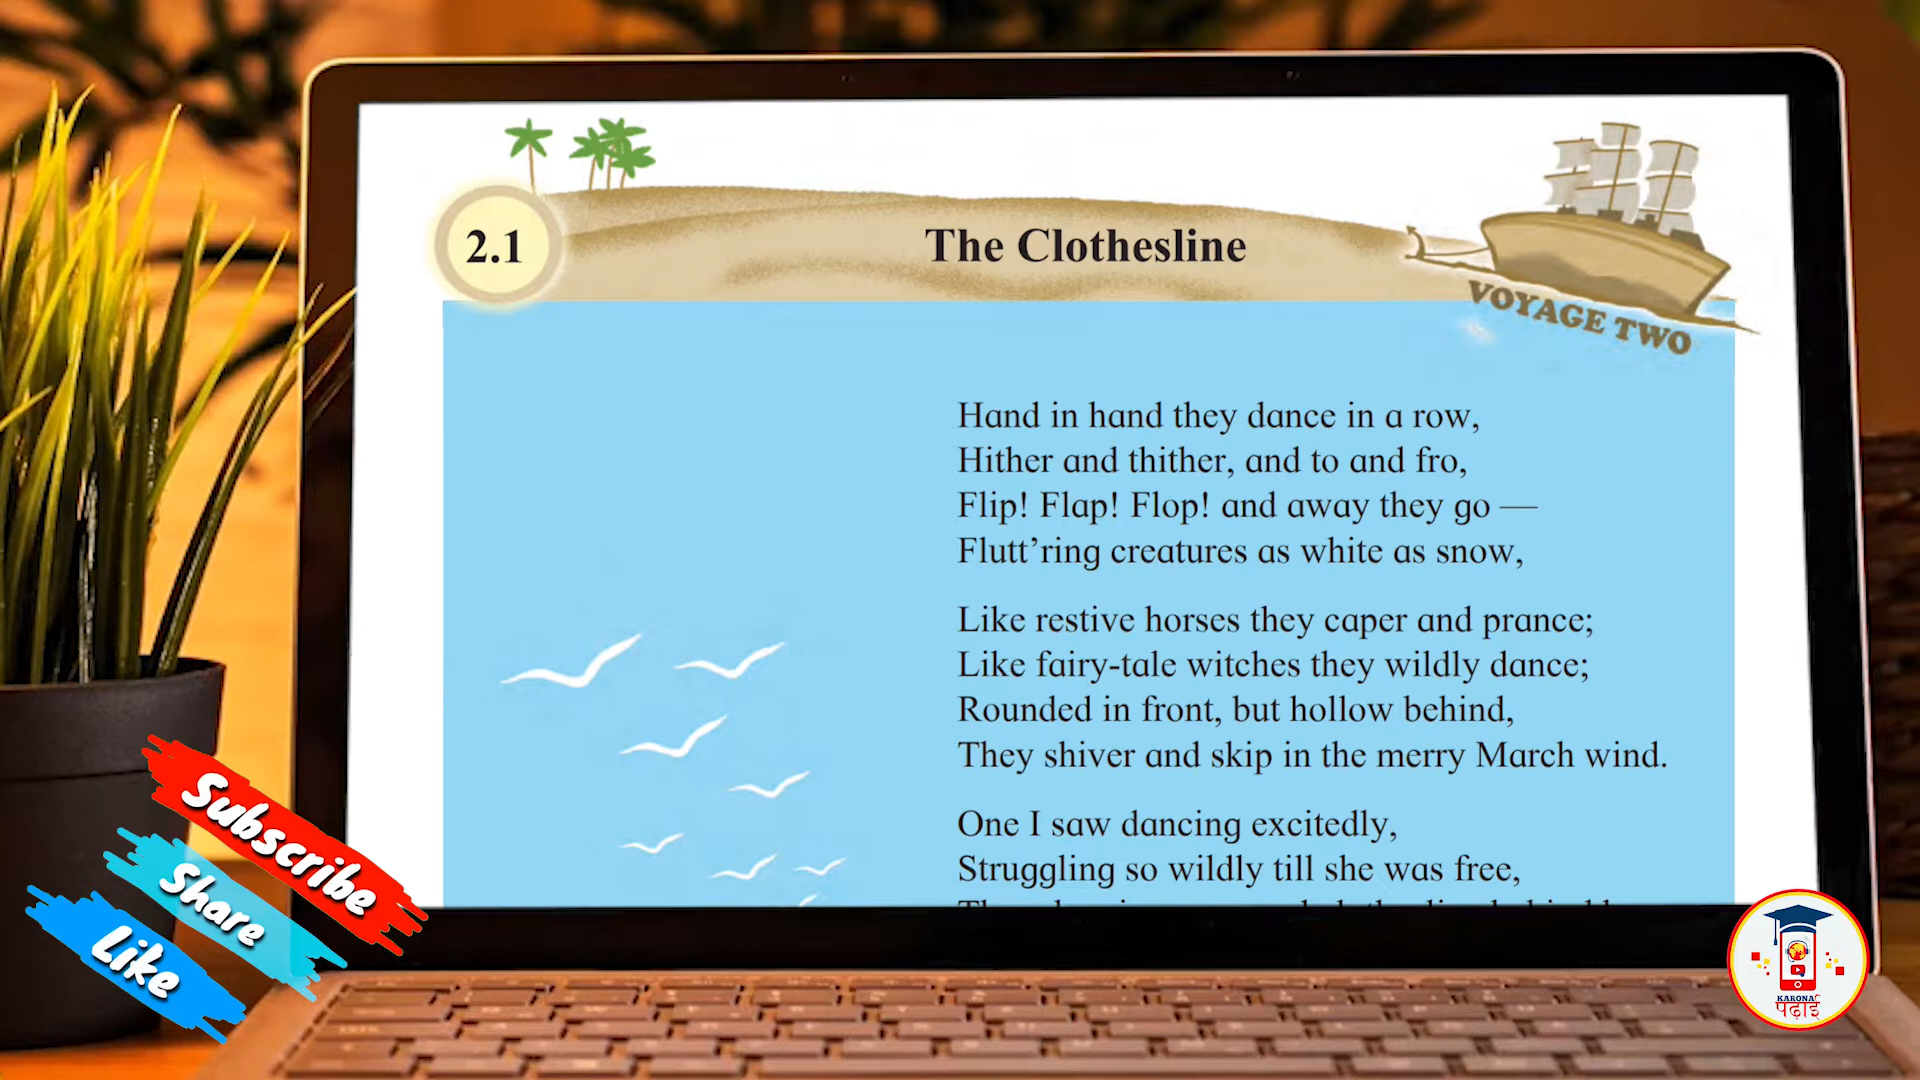 2.1
The Clothesline
VOYAGE TWO
Hand in hand they dance in a row,
Hither and thither, and to and fro,
Flip! Flap! Flop! and away they go —
Flutt’ring creatures as white as snow,
Like restive horses they caper and prance;
Like fairy-tale witches they wildly dance;
Rounded in front, but hollow behind,
They shiver and skip in the merry March wind.
One I saw dancing excitedly,
Struggling so wildly till she was free,
Subscribe
Share
Like
KARONA
पढ़ाई